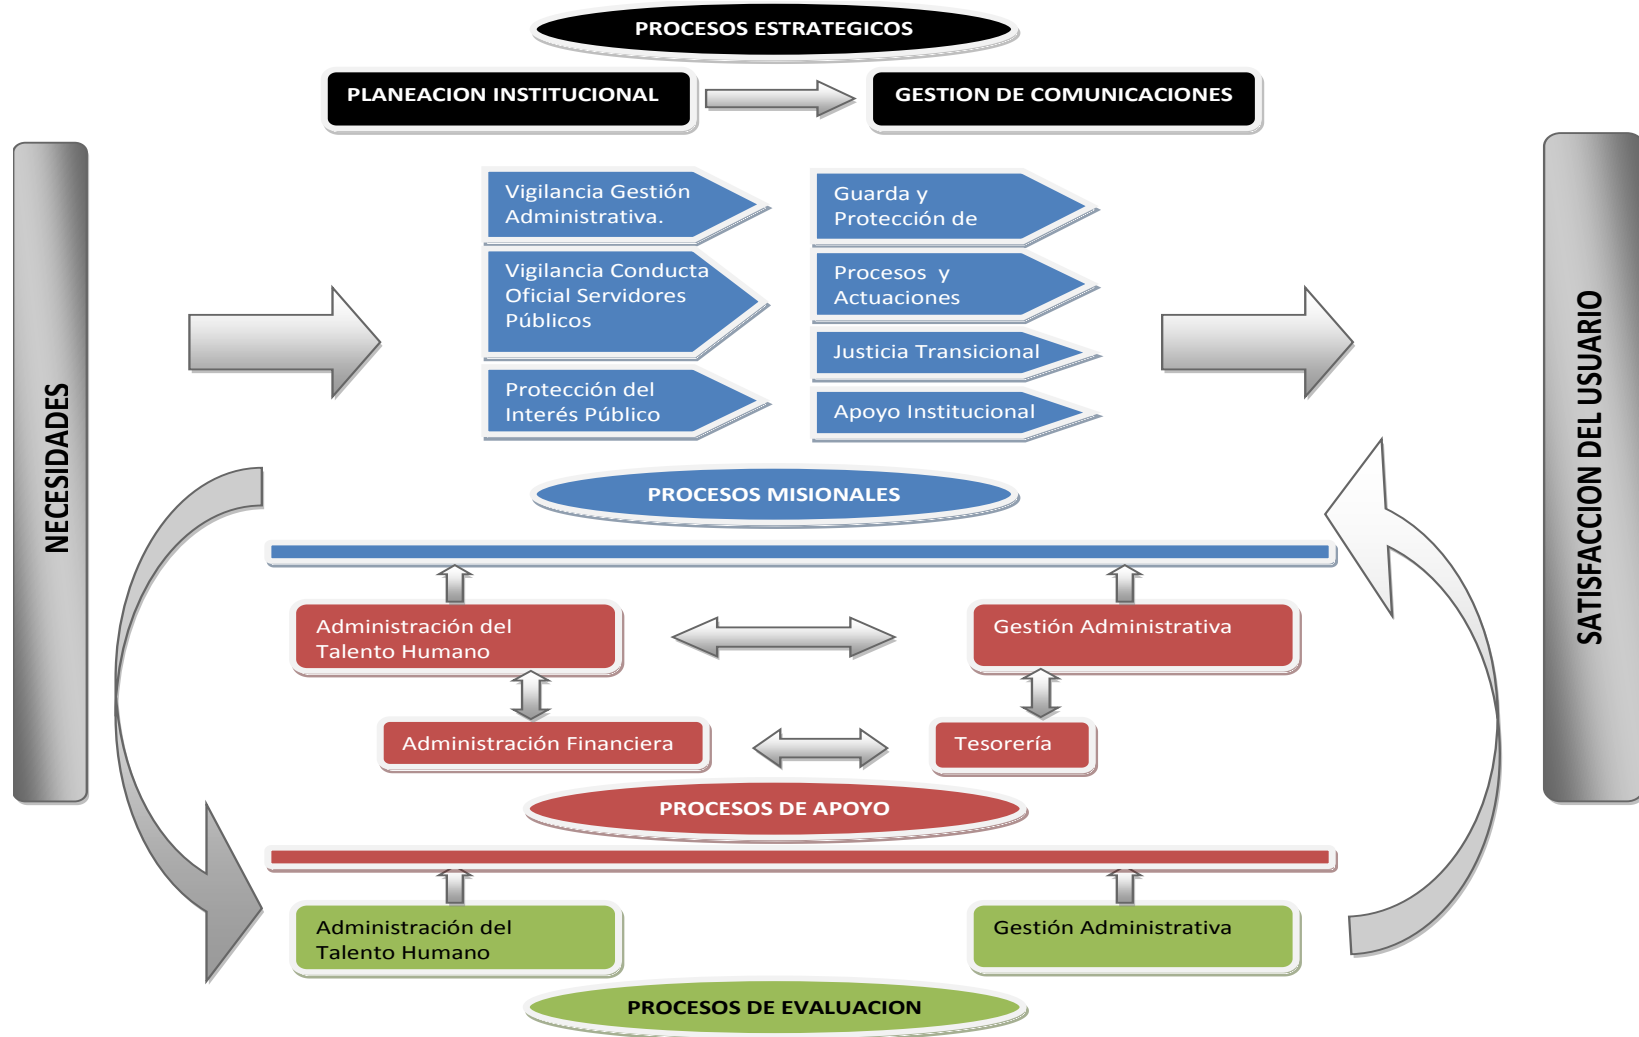 PROCESOS ESTRATEGICOS
PLANEACION INSTITUCIONAL
GESTION DE COMUNICACIONES
NECESIDADES
Vigilancia Gestión
Administrativa.
Vigilancia Conducta
Oficial Servidores
Públicos
Protección del
Interés Público
Guarda y
Protección de
Procesos y
Actuaciones
Justicia Transicional
Apoyo Institucional
SATISFACCION DEL USUARIO
PROCESOS MISIONALES
Administración del
Talento Humano
Gestión Administrativa
Administración Financiera
Tesorería
PROCESOS DE APOYO
Administración del
Talento Humano
Gestión Administrativa
PROCESOS DE EVALUACION